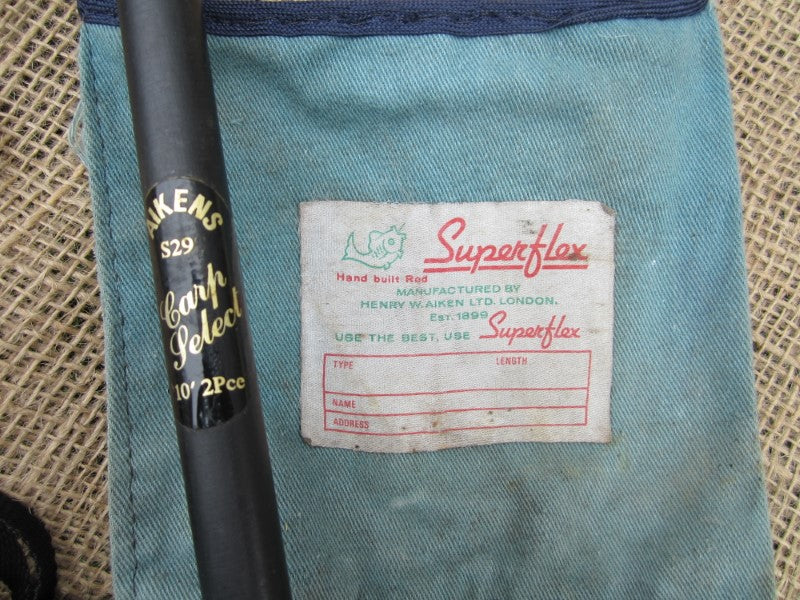 AIKENS
S29
Carp
Select
10' 2Pce
Superflex
Hand built Rod
MANUFACTURED BY
HENRY W. AIKEN LTD. LONDON.
EST. 1899
USE THE BEST, USE Superflex
TYPE LENGTH
NAME
ADDRESS